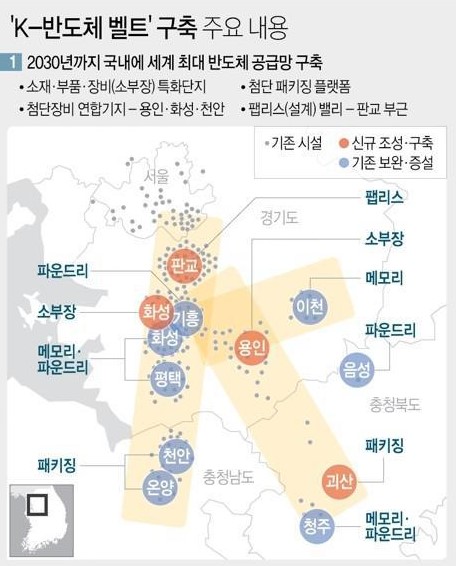 'K-반도체 벨트' 구축 주요 내용
1 2030년까지 국내에 세계 최대 반도체 공급망 구축
• 소재·부품·장비(소부장) 특화단지
• 첨단 패키징 플랫폼
• 첨단장비 연합기지 – 용인·화성·천안
• 팹리스(설계) 밸리 – 판교 부근
• 기존 시설
신규 조성·구축
기존 보완·증설
서울
경기도
팹리스
소부장
파운드리
판교
메모리
소부장
화성
기흥
이천
파운드리
메모리·
파운드리
화성
용인
평택
음성
충청북도
패키징
천안
온양
충청남도
패키징
괴산
청주
메모리·
파운드리